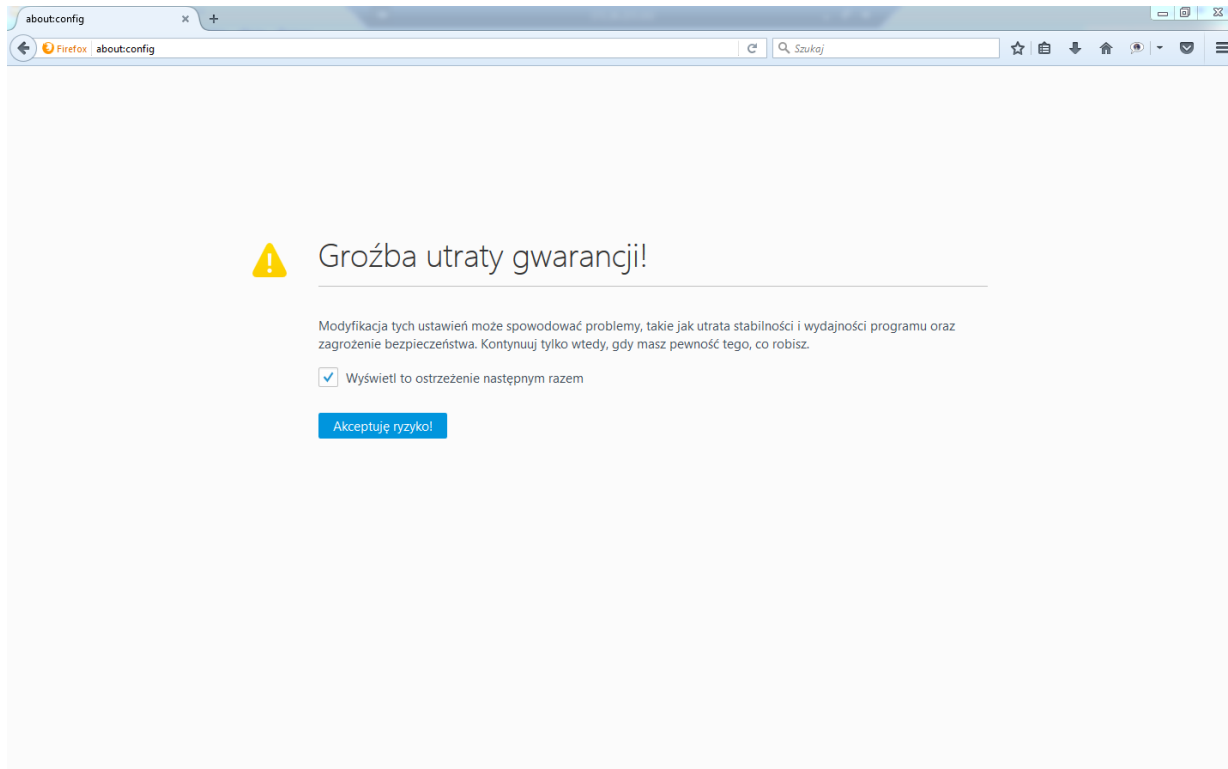 about:config
Firefox about:config Szukaj
Groźba utraty gwarancji!
Modyfikacja tych ustawień może spowodować problemy, takie jak utrata stabilności i wydajności programu oraz
zagrożenie bezpieczeństwa. Kontynuuj tylko wtedy, gdy masz pewność tego, co robisz.
Wyświetl to ostrzeżenie następnym razem
Akceptuję ryzyko!